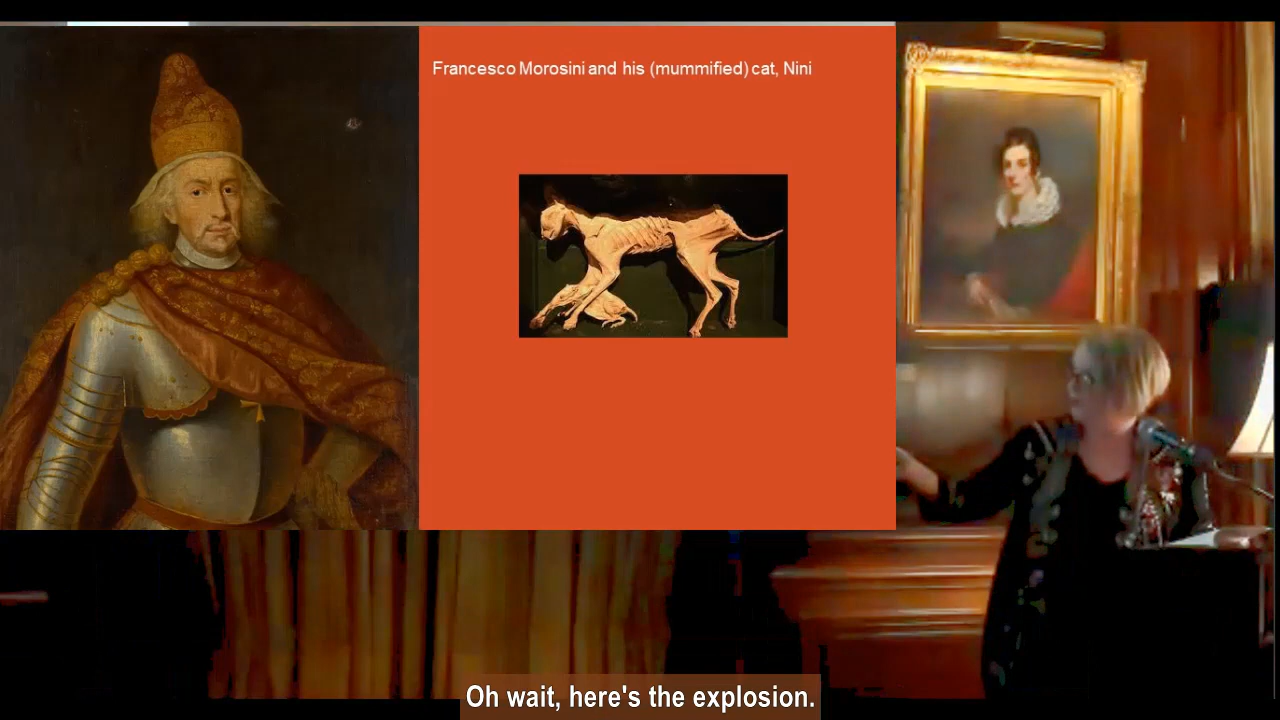 Francesco Morosini and his (mummified) cat, Nini
Oh wait, here's the explosion.